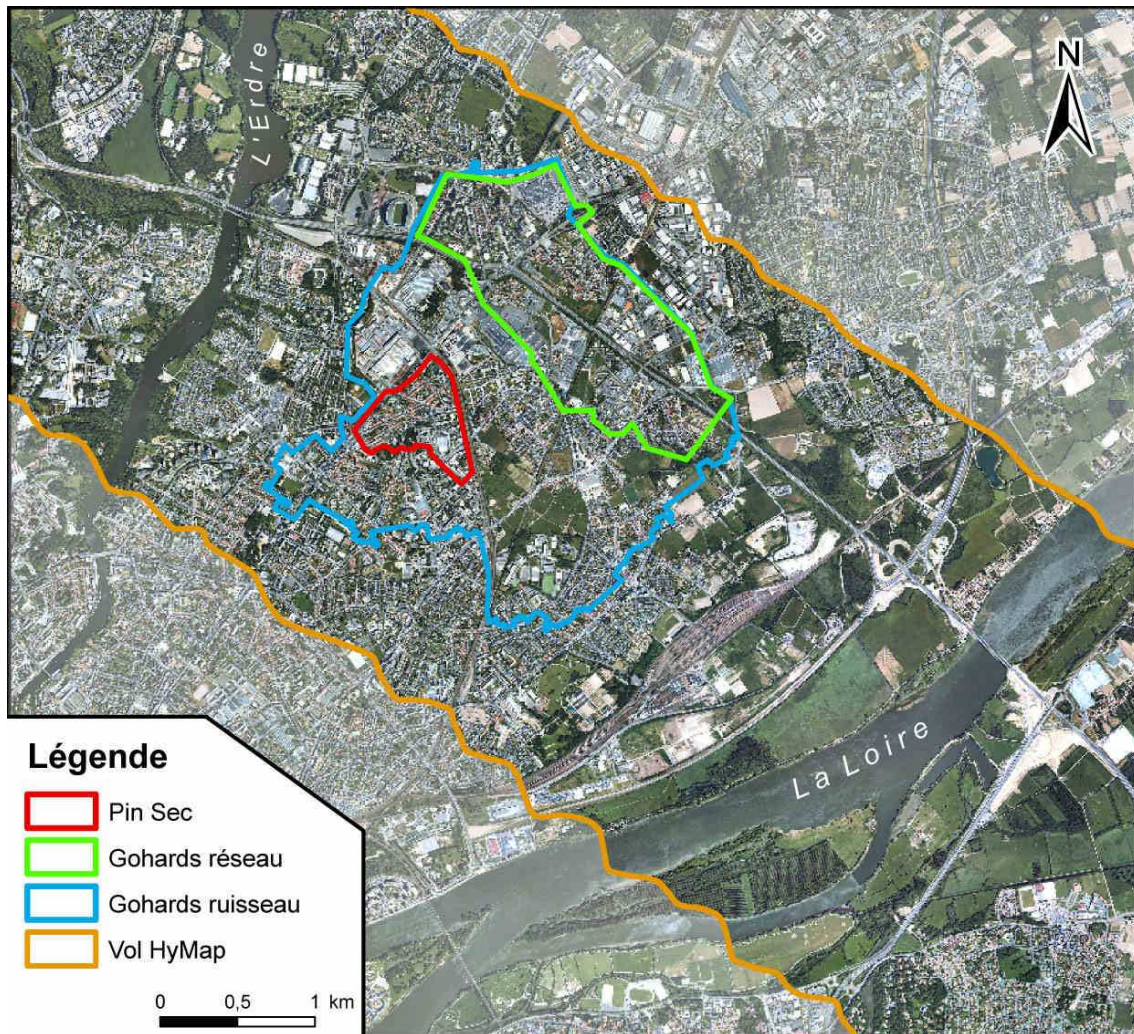 L'Erdre
N
La Loire
Légende
Pin Sec
Gohards réseau
Gohards ruisseau
Vol HyMap
0 0,5 1 km